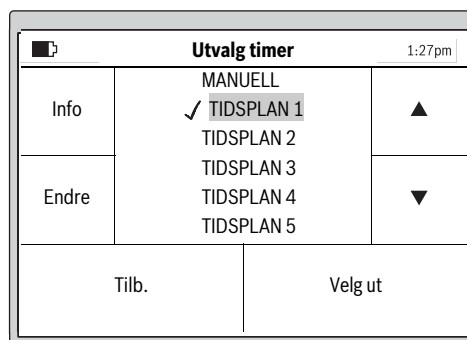 Utvalg timer 1:27pm
MANUELL
Info ✓ TIDSPLAN 1 ▲
TIDSPLAN 2
TIDSPLAN 3
Endre TIDSPLAN 4 ▼
TIDSPLAN 5
Tilb. Velg ut